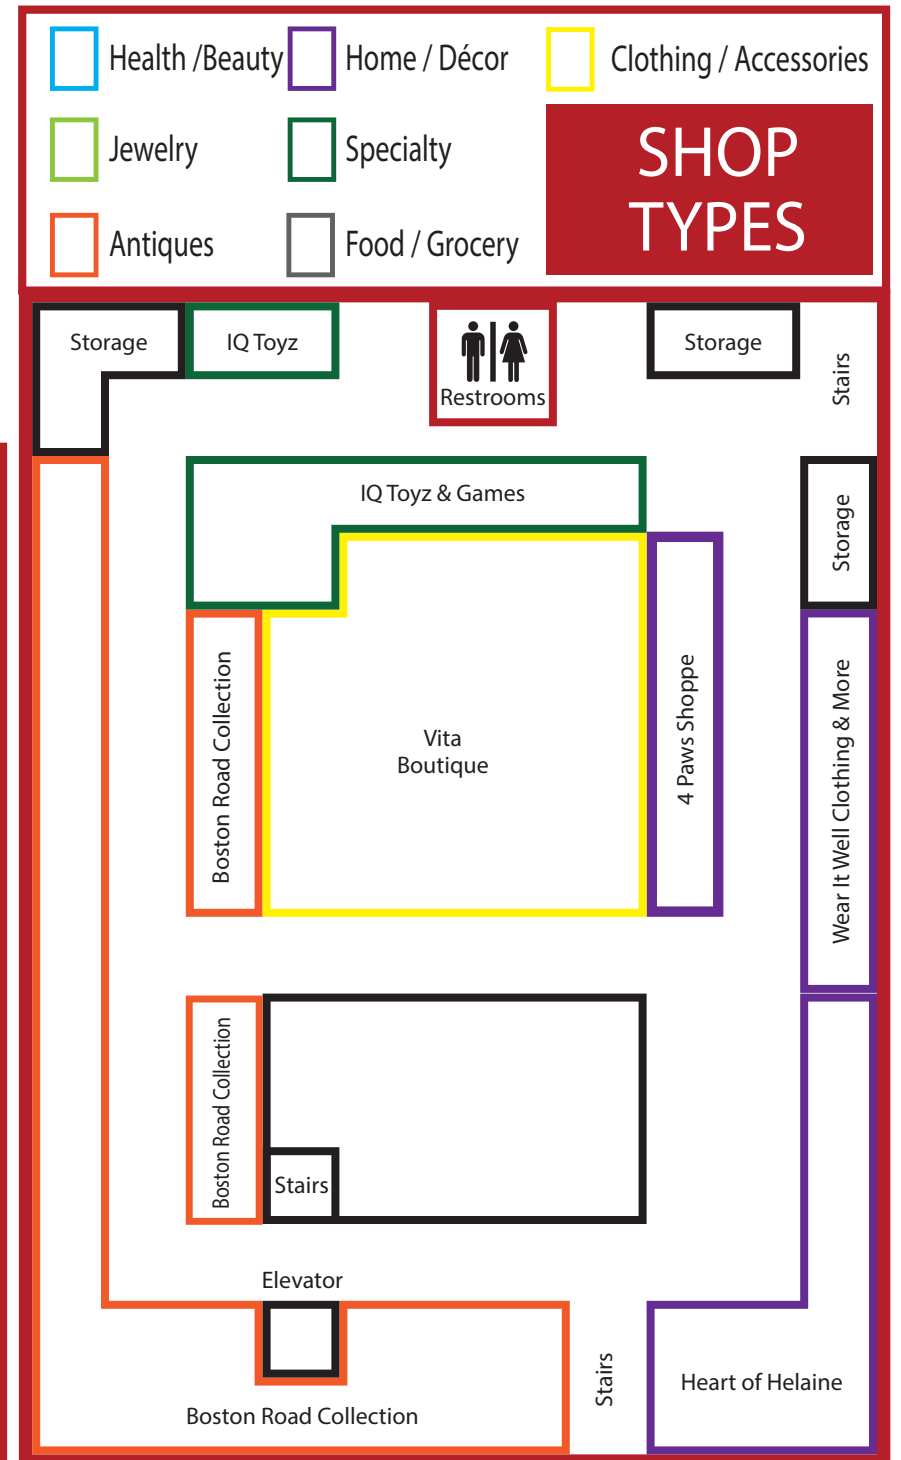 Health /Beauty
Home / Décor
Clothing / Accessories
Jewelry
Specialty
SHOP
TYPES
Antiques
Food / Grocery
Storage
IQ Toyz
Restrooms
Storage
Stairs
IQ Toyz & Games
Storage
Boston Road Collection
Vita
Boutique
4 Paws Shoppe
Wear It Well Clothing & More
Boston Road Collection
Stairs
Elevator
Boston Road Collection
Stairs
Heart of Helaine